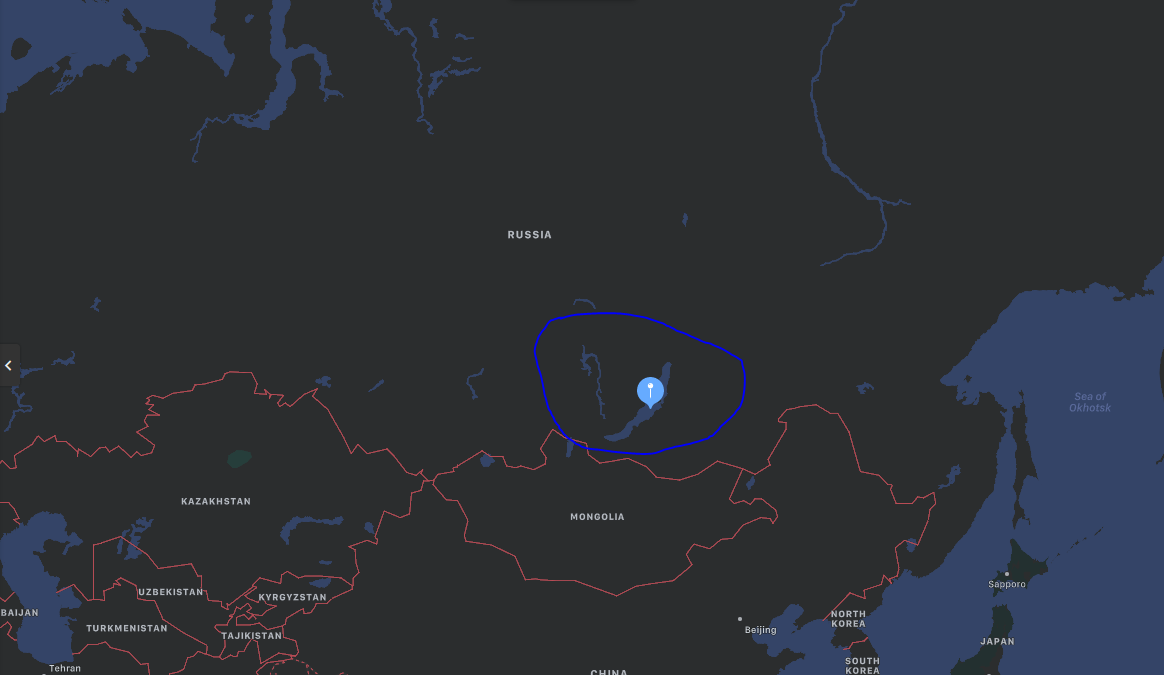 RUSSIA
Sea of
Okhotsk
KAZAKHSTAN
MONGOLIA
Sapporo
UZBEKISTAN
KYRGYZSTAN
BAIJAN
NORTH
KOREA
TURKMENISTAN
Beijing
TAJIKISTAN
JAPAN
SOUTH
KOREA
Tehran
CHINA